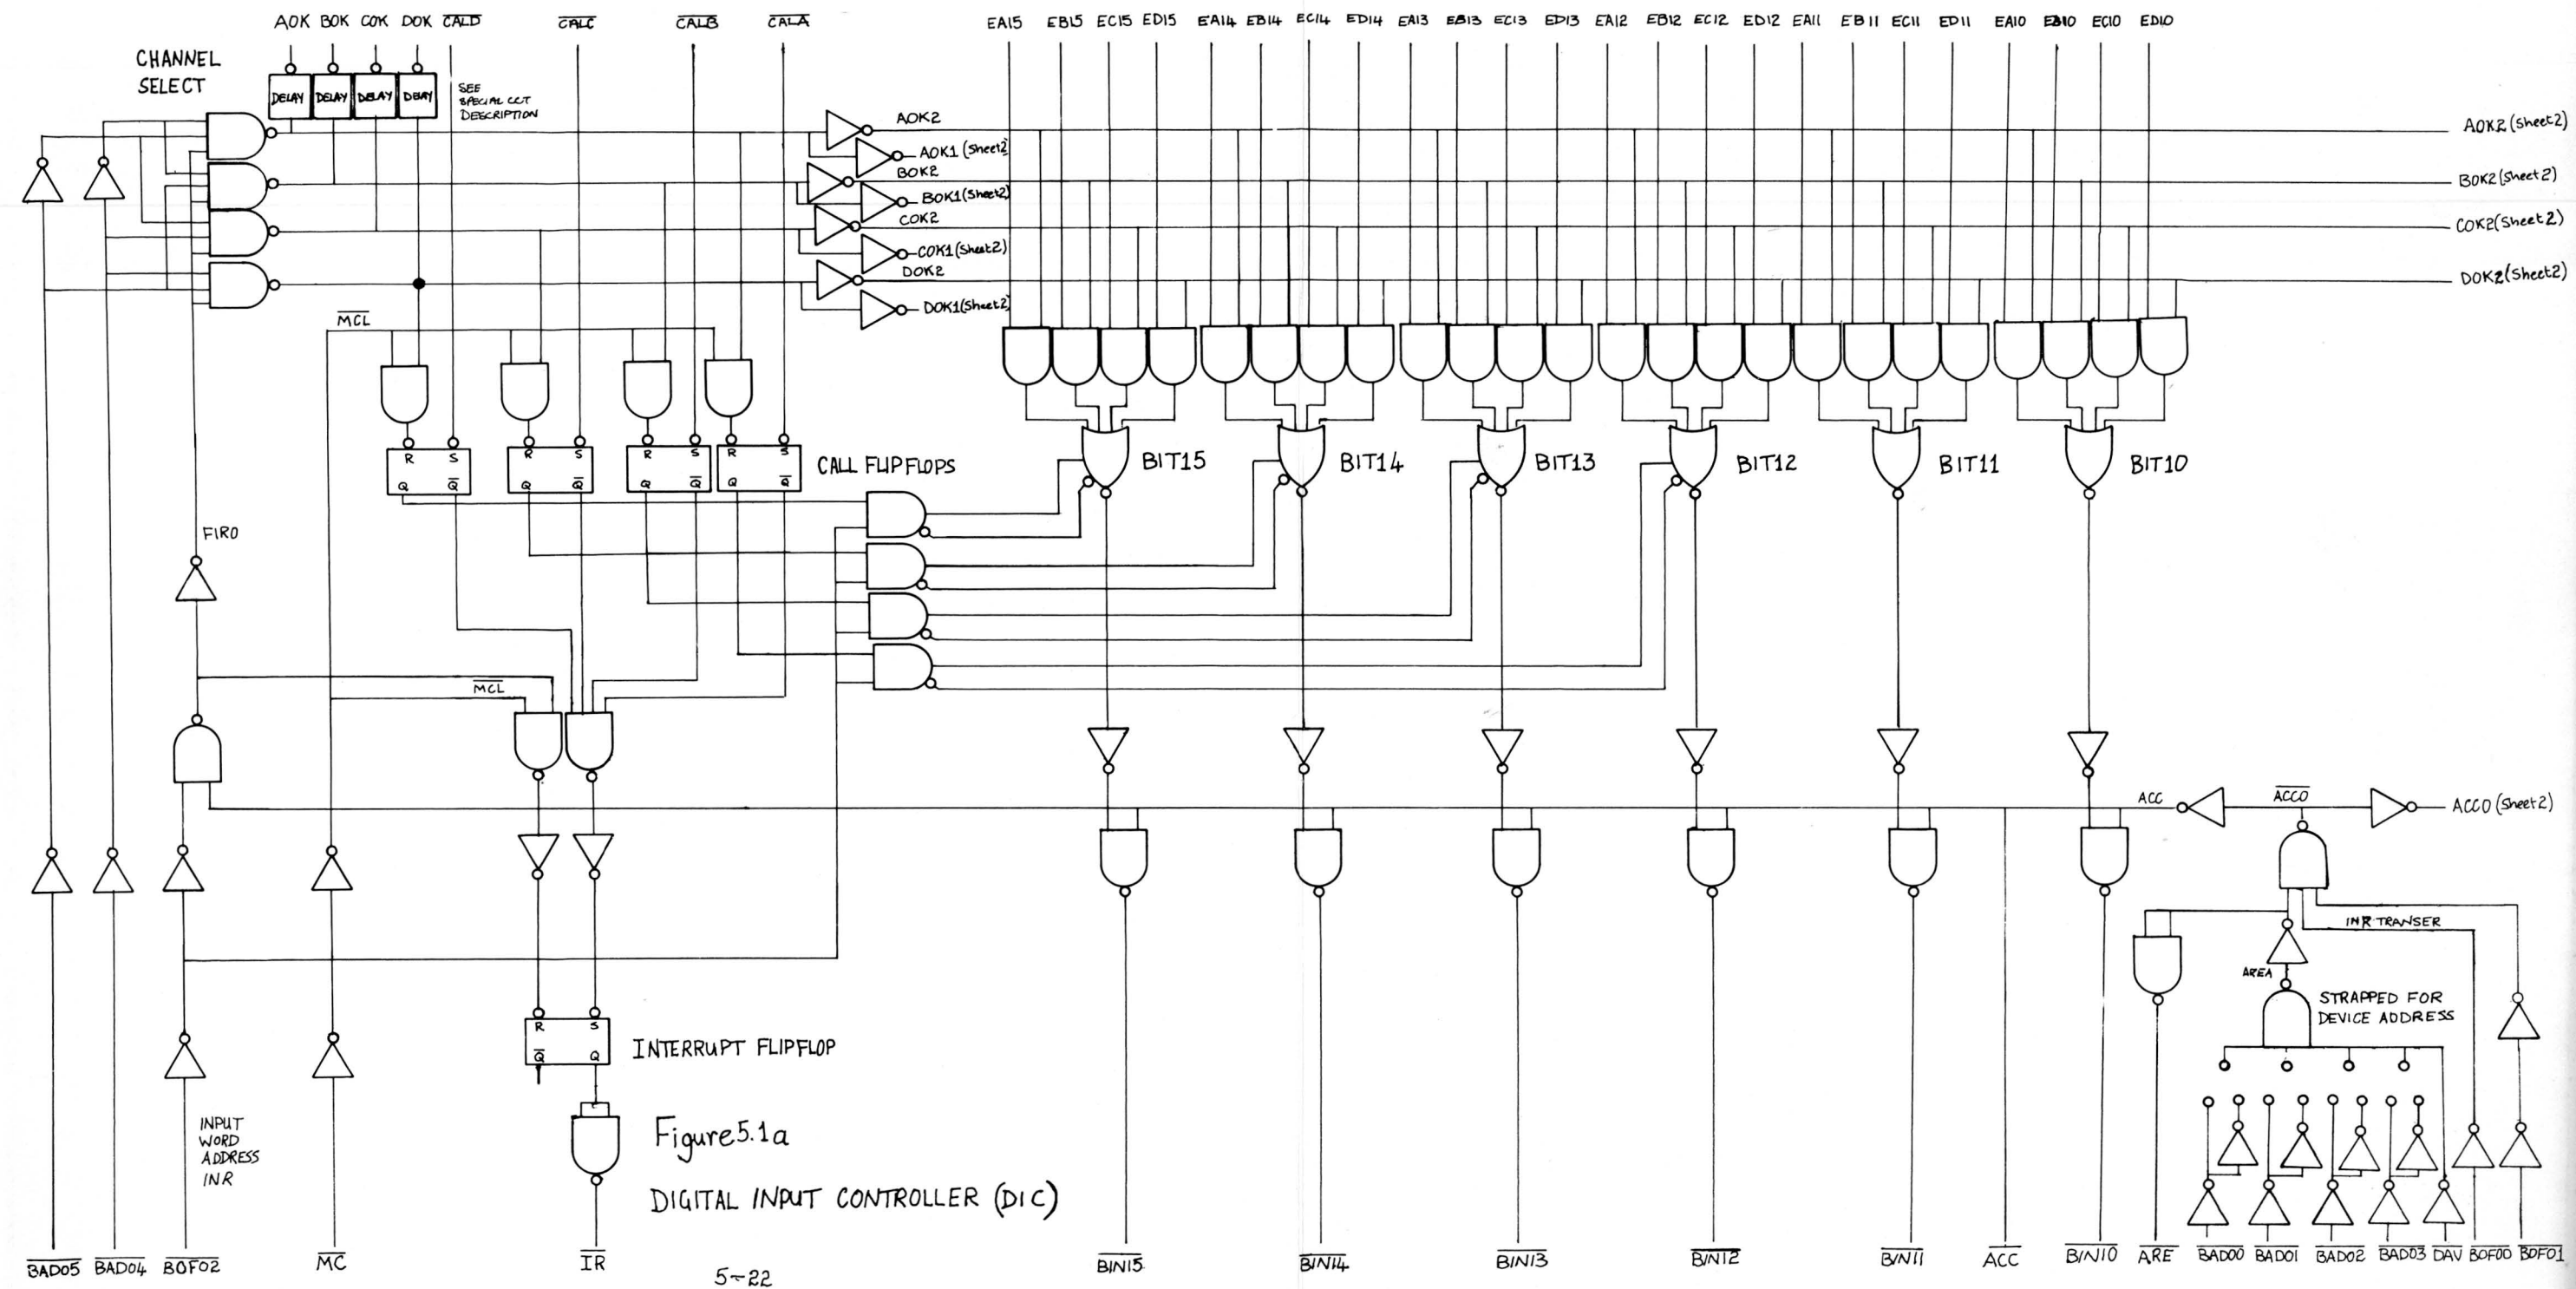 AOK BOK COK DOK CALD CALC CALB CALA EA15 EB15 EC15 ED15 EA14 EB14 EC14 ED14 EA13 EB13 EC13 ED13 EA12 EB12 EC12 ED12 EA11 EB11 EC11 ED11 EA10 EB10 EC10 ED10
CHANNEL
SELECT
DELAY DELAY DELAY DELAY
SEE
SPECIAL CCT
DESCRIPTION
AOK2
AOK2 (Sheet2)
AOK1 (Sheet2)
BOK2
BOK2 (Sheet2)
BOK1 (Sheet2)
COK2
COK2 (Sheet2)
COK1 (Sheet2)
DOK2
DOK2 (Sheet2)
DOK1 (Sheet2)
MCL
R S R S R S R S
Q Q Q Q Q Q Q Q
CALL FLIPFLOPS
BIT15 BIT14 BIT13 BIT12 BIT11 BIT10
FIRO
MCL
ACC
ACCO
ACCO (Sheet2)
INR TRANSER
AREA
STRAPPED FOR
DEVICE ADDRESS
R S
Q Q
INTERRUPT FLIPFLOP
INPUT
WORD
ADDRESS
INR
Figure 5.1a
DIGITAL INPUT CONTROLLER (DIC)
BAD05 BAD04 BOF02 MC IR BIN15 BIN14 BIN13 BIN12 BIN11 ACC BIN10 ARE BAD00 BAD01 BAD02 BAD03 DAV BOF00 BOF01
5-22